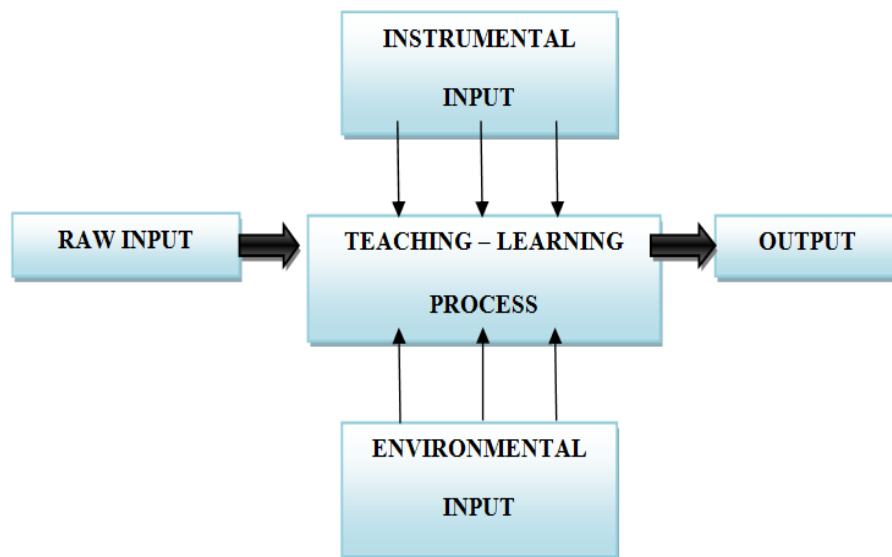 INSTRUMENTAL
INPUT
RAW INPUT
TEACHING – LEARNING
PROCESS
OUTPUT
ENVIRONMENTAL
INPUT